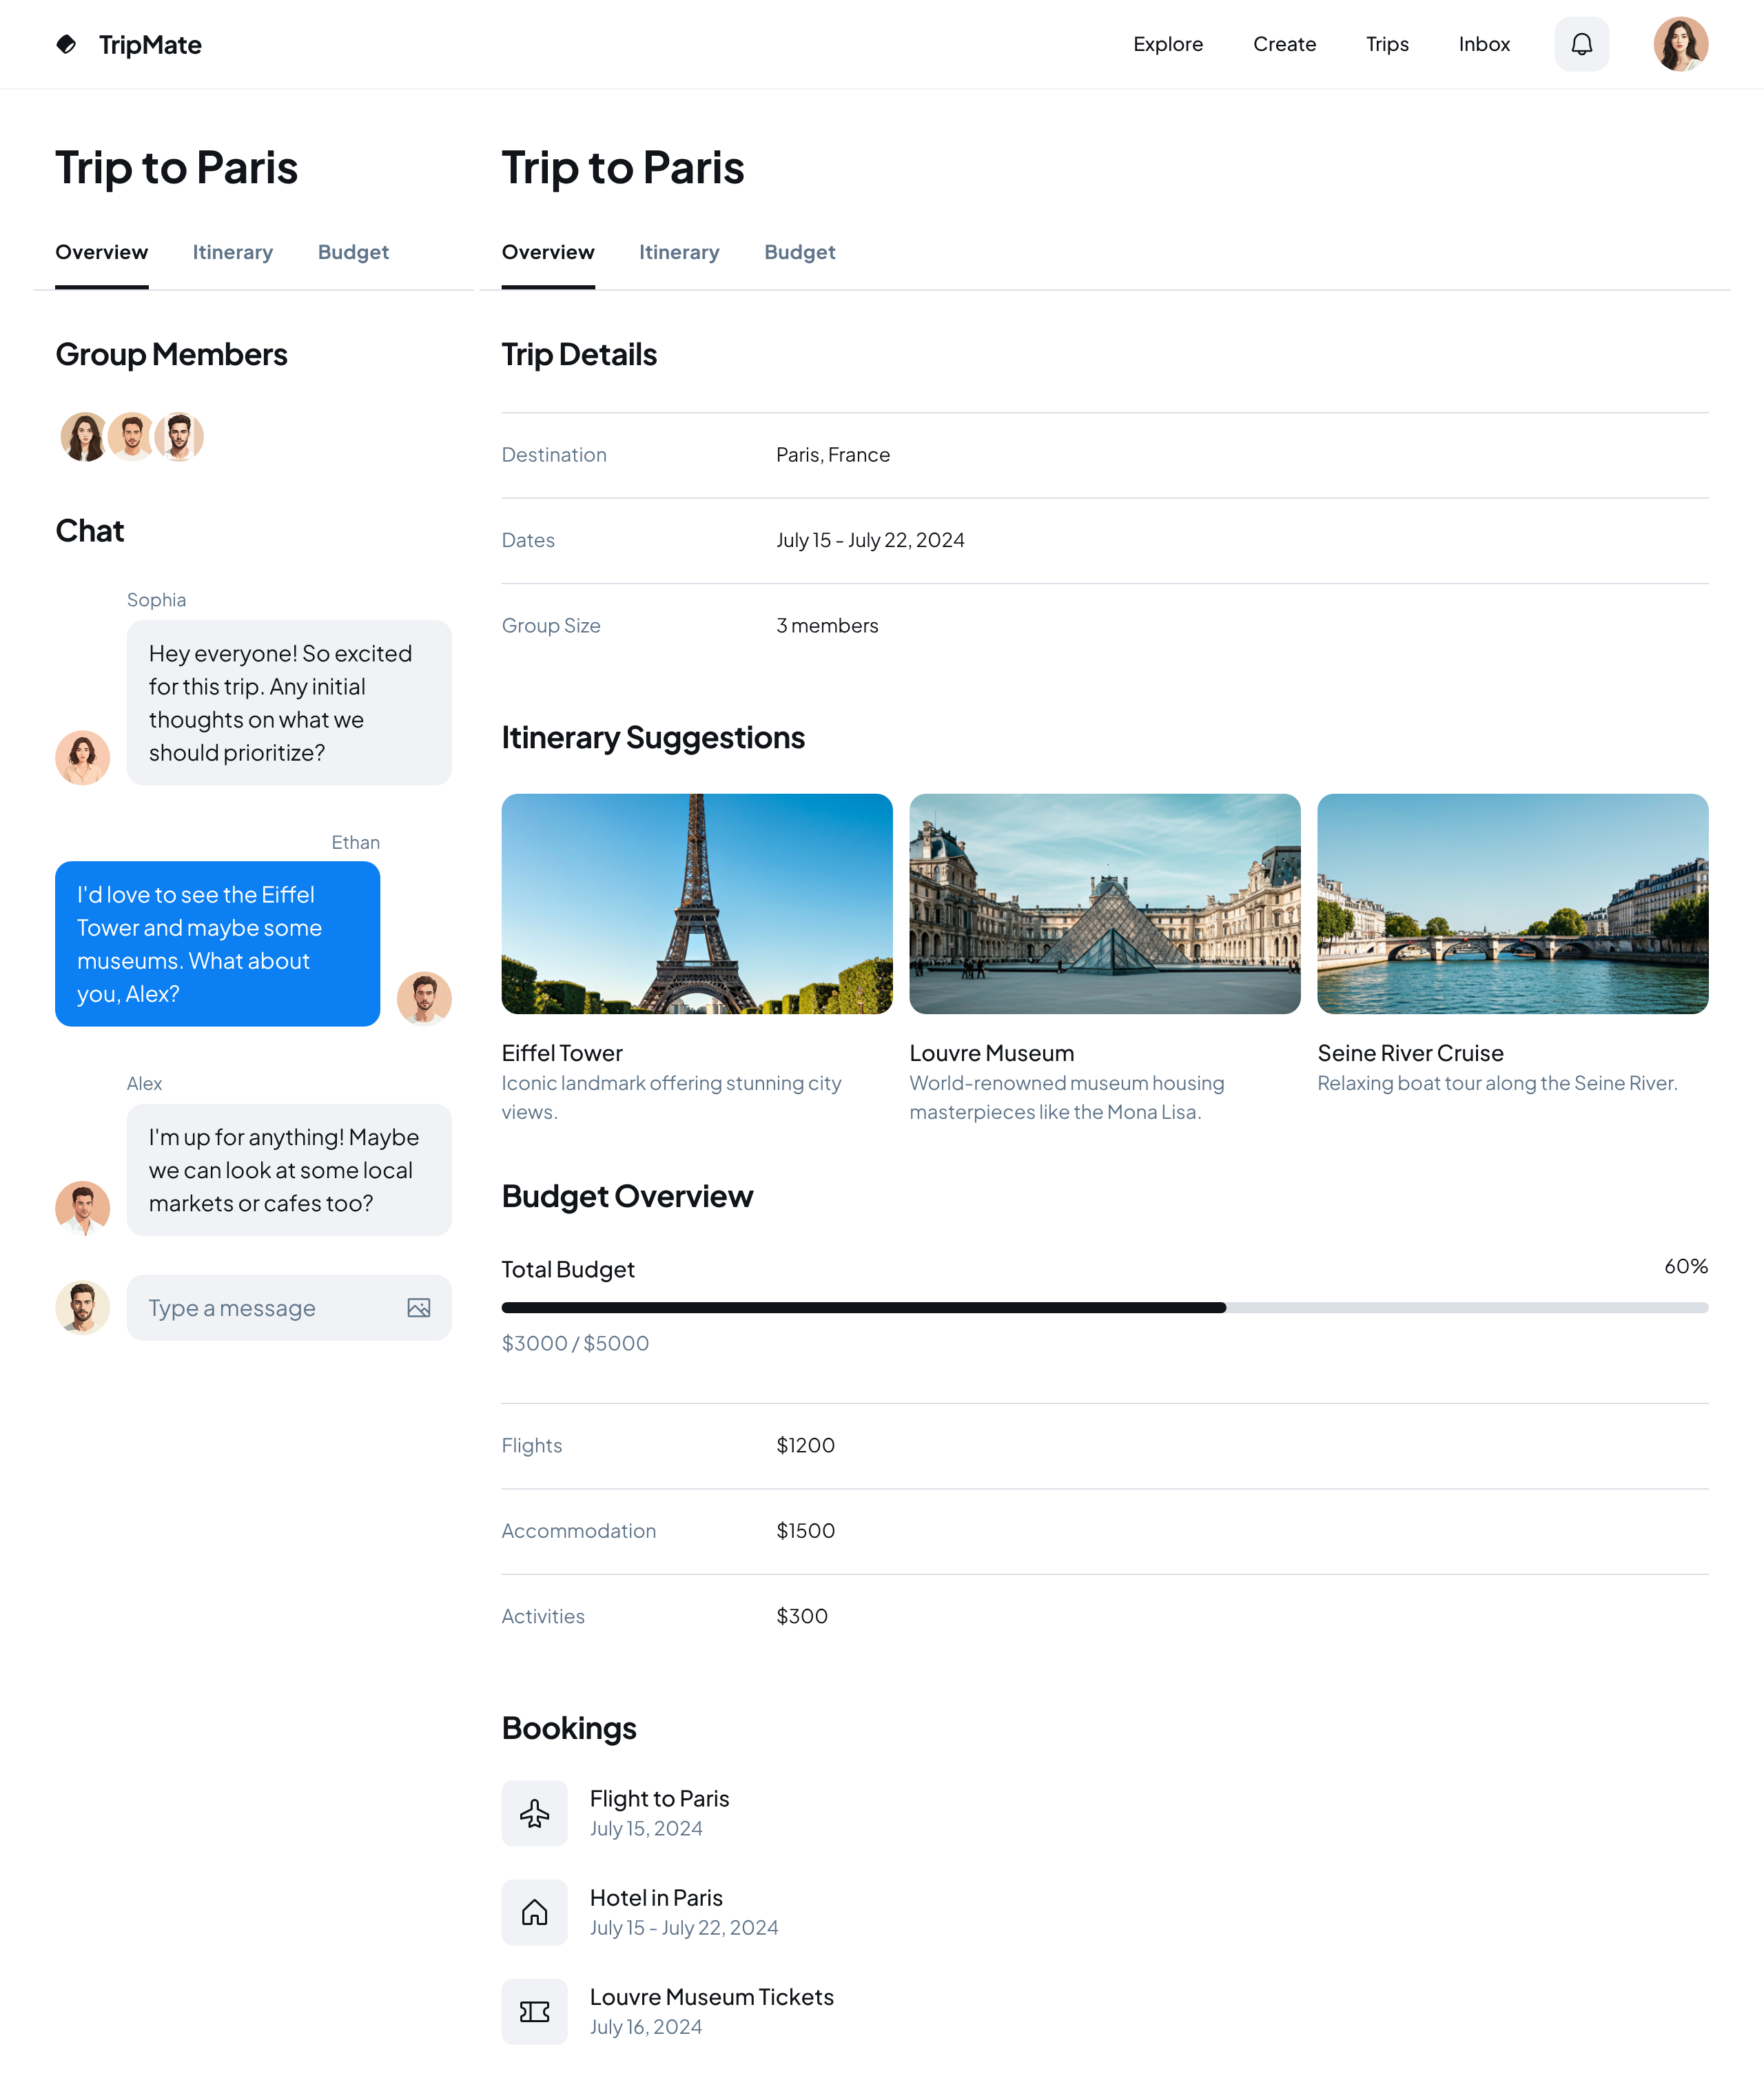 TripMate
Explore
Create
Trips
Inbox
Trip to Paris
Overview
Itinerary
Budget
Group Members
Chat
Sophia
Hey everyone! So excited
for this trip. Any initial
thoughts on what we
should prioritize?
Ethan
I'd love to see the Eiffel
Tower and maybe some
museums. What about
you, Alex?
Alex
I'm up for anything! Maybe
we can look at some local
markets or cafes too?
Type a message
Trip to Paris
Overview
Itinerary
Budget
Trip Details
Destination
Paris, France
Dates
July 15 - July 22, 2024
Group Size
3 members
Itinerary Suggestions
Eiffel Tower
Iconic landmark offering stunning city
views.
Louvre Museum
World-renowned museum housing
masterpieces like the Mona Lisa.
Seine River Cruise
Relaxing boat tour along the Seine River.
Budget Overview
Total Budget
60%
$3000 / $5000
Flights
$1200
Accommodation
$1500
Activities
$300
Bookings
Flight to Paris
July 15, 2024
Hotel in Paris
July 15 - July 22, 2024
Louvre Museum Tickets
July 16, 2024